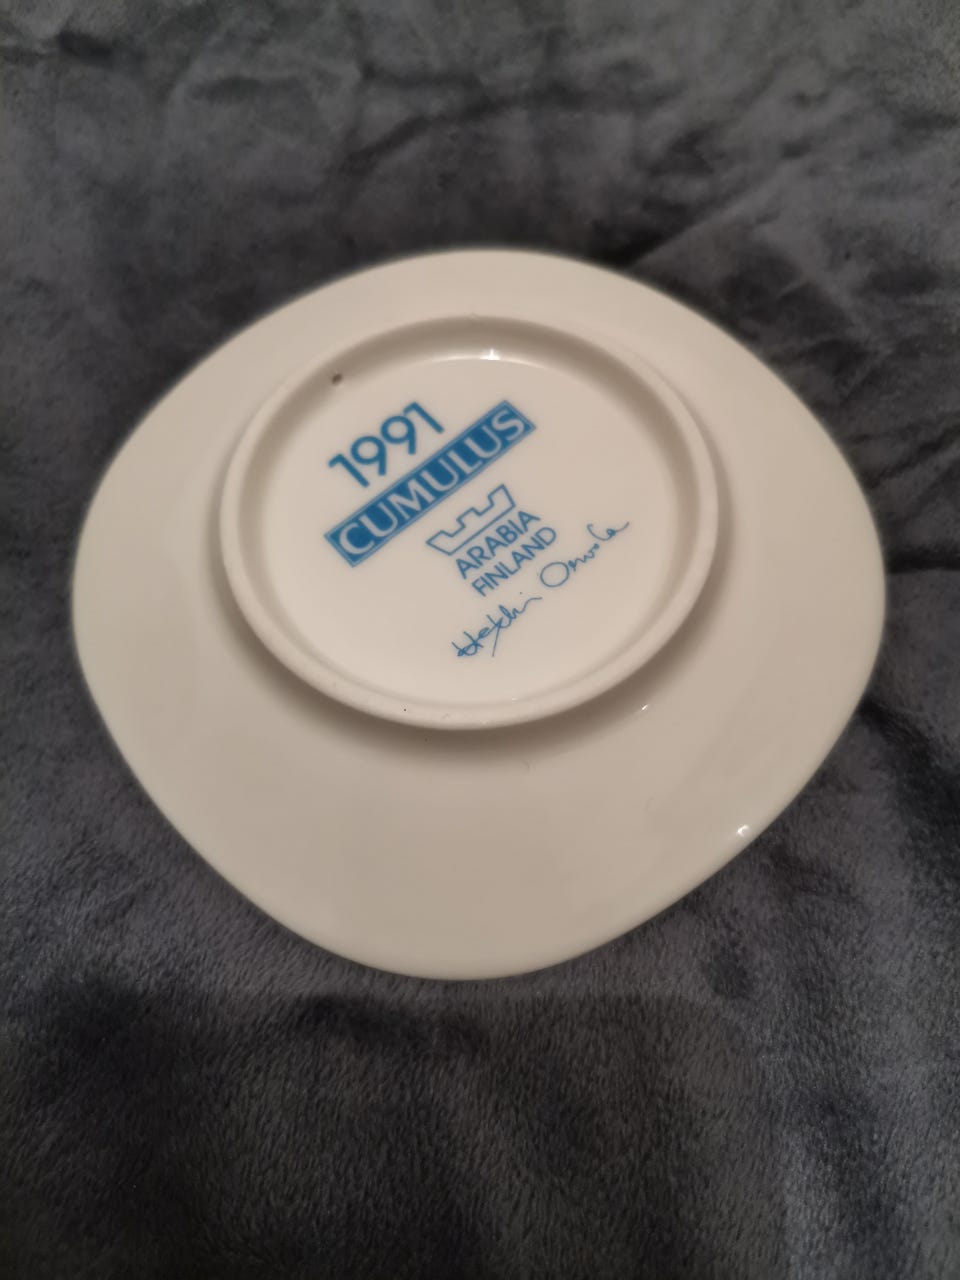 1991
CUMULUS
ARABIA
FINLAND
Heikki Orvola